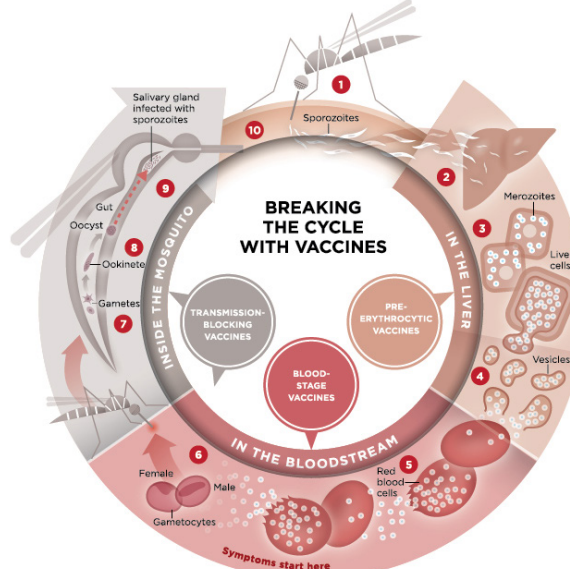 1
Sporozoites
10
Salivary gland
infected with
sporozoites
2
Merozoites
9
3
Gut
Oocyst
BREAKING
THE CYCLE
WITH VACCINES
8
Live
cells
Ookinete
Gametes
7
INSIDE THE MOSQUITO
IN THE LIVER
TRANSMISSION-
BLOCKING
VACCINES
PRE-
ERYTHROCYTIC
VACCINES
BLOOD-
STAGE
VACCINES
Vesicles
4
IN THE BLOODSTREAM
6
5
Female
Male
Gametocytes
Red
blood
cells
Symptoms start here